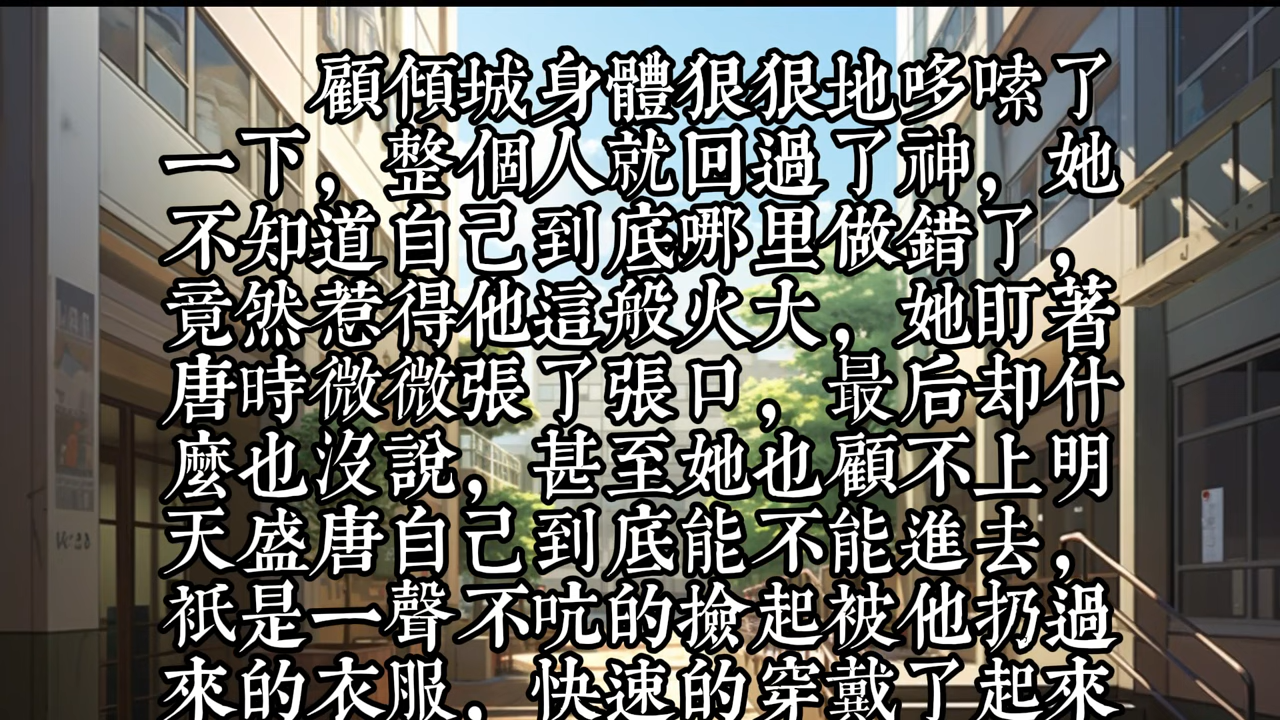 顧傾城身體狠狠地哆嗦了
一下，整個人就回過了神，她
不知道自己到底哪里做錯了，
竟然惹得他這般火大，她盯著
唐時微微張了張口，最后却什
麼也沒說，甚至她也顧不上明
天盛唐自己到底能不能進去，
祇是一聲不吭的撿起被他扔過
來的衣服，快速的穿戴了起來